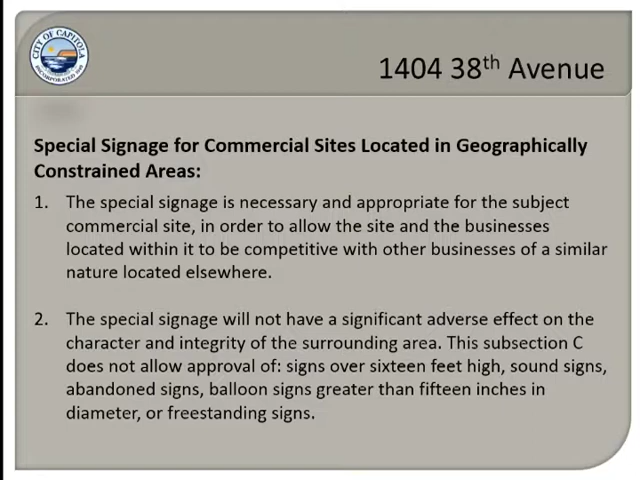 CITY OF CAPITOLA
INCORPORATED 1949
1404 38th Avenue
Special Signage for Commercial Sites Located in Geographically
Constrained Areas:
1. The special signage is necessary and appropriate for the subject
commercial site, in order to allow the site and the businesses
located within it to be competitive with other businesses of a similar
nature located elsewhere.
2. The special signage will not have a significant adverse effect on the
character and integrity of the surrounding area. This subsection C
does not allow approval of: signs over sixteen feet high, sound signs,
abandoned signs, balloon signs greater than fifteen inches in
diameter, or freestanding signs.